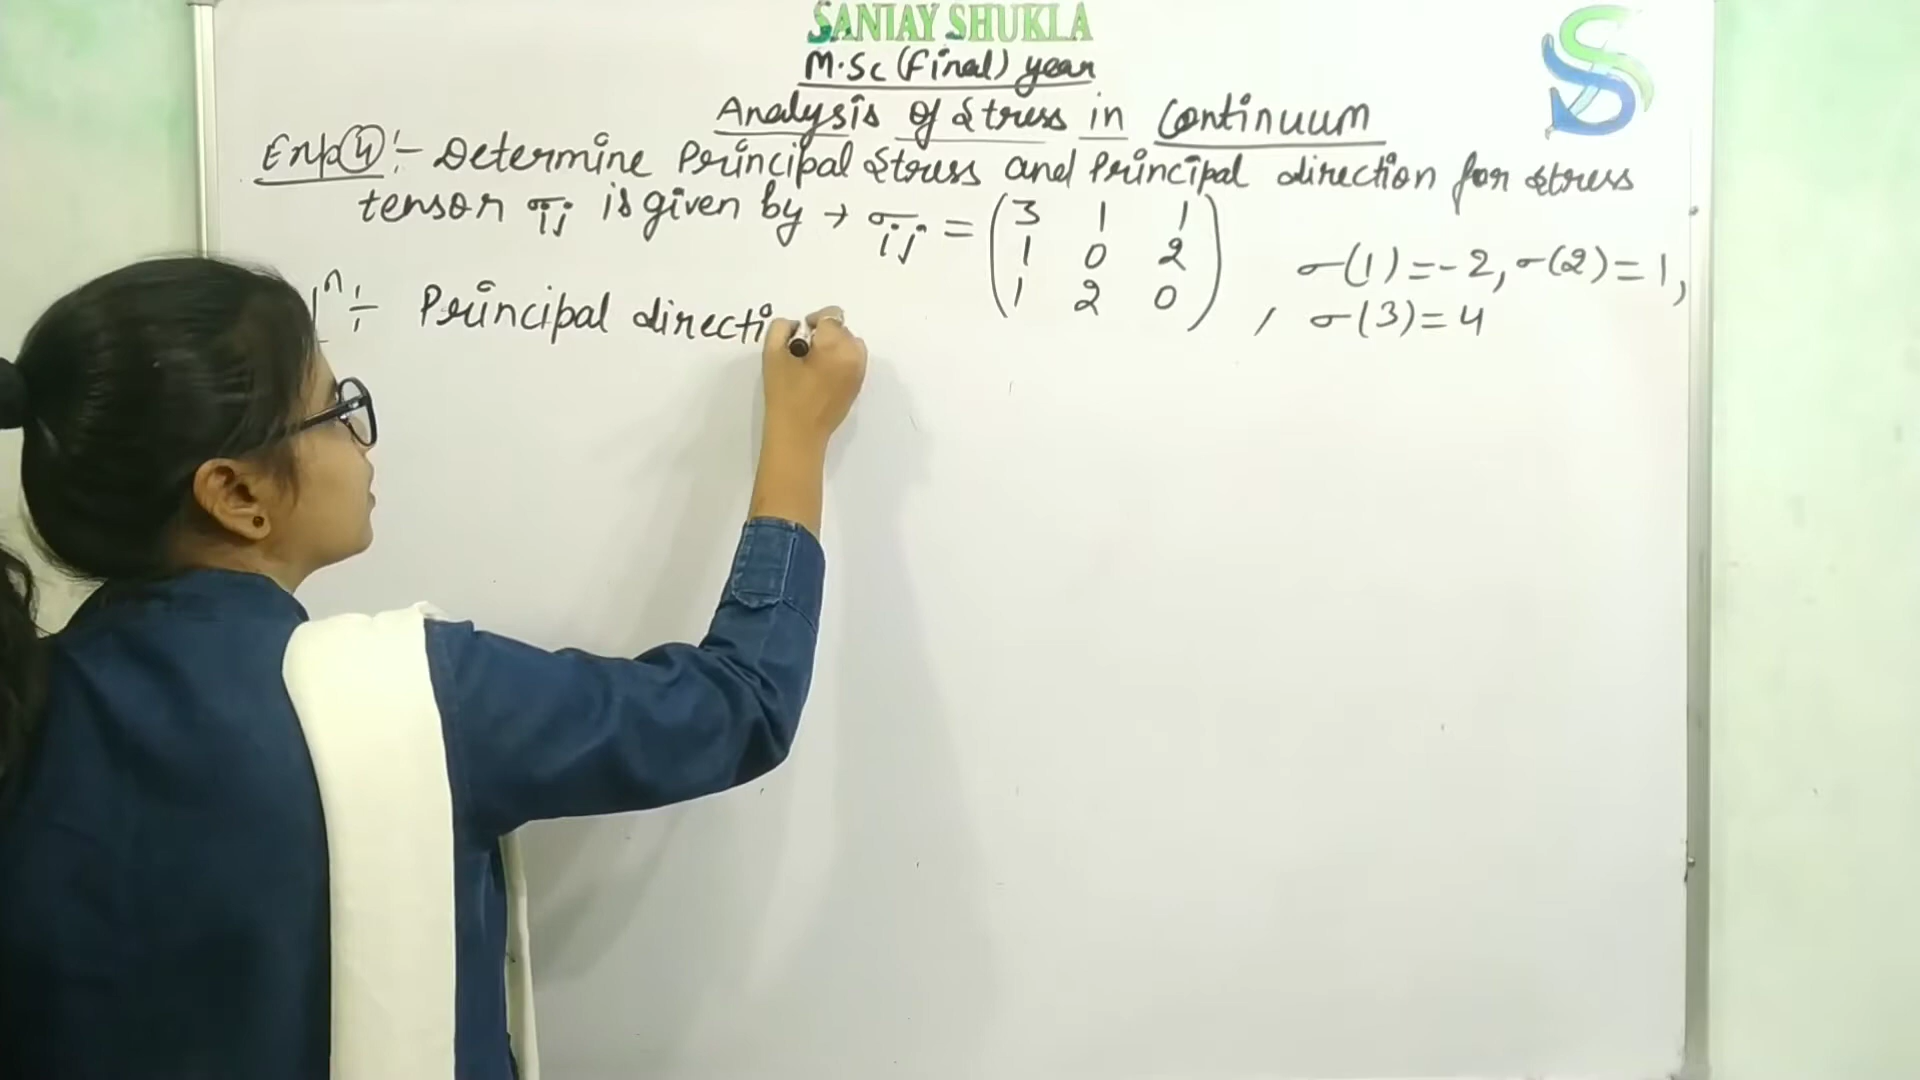 SANJAY SHUKLA
M.Sc (Final) year
Analysis of Stress in Continuum
Exp (4) :- Determine Principal Stress and Principal direction for stress
tensor σij is given by → σij = (3 1 1
1 0 2
1 2 0) , σ(1)=-2, σ(2)=1,
σ(3)=4
n :- Principal directi